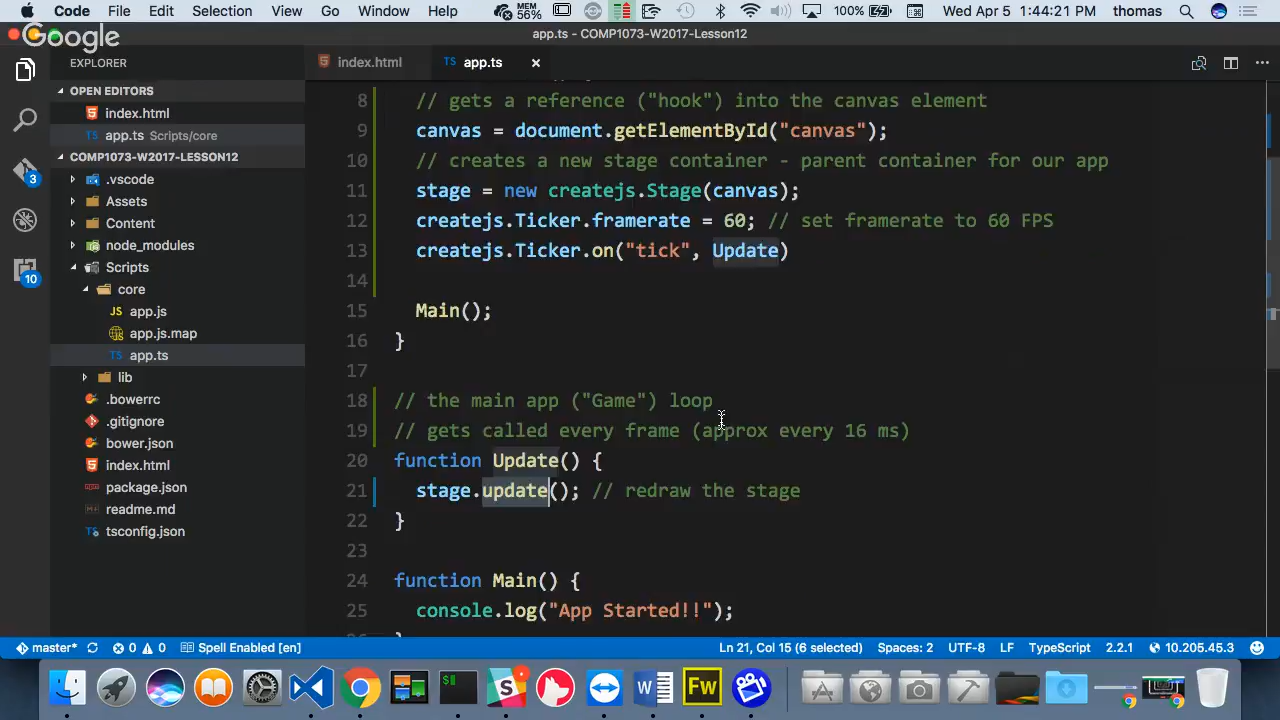 Code File Edit Selection View Go Window Help MEM 56% 100% Wed Apr 5 1:44:21 PM thomas
Google
app.ts - COMP1073-W2017-Lesson12
EXPLORER
index.html app.ts
OPEN EDITORS
index.html
app.ts Scripts/core
COMP1073-W2017-LESSON12
.vscode
Assets
Content
node_modules
Scripts
core
app.js
app.js.map
app.ts
lib
.bowerrc
.gitignore
bower.json
index.html
package.json
readme.md
tsconfig.json
3
10
8 // gets a reference ("hook") into the canvas element
9 canvas = document.getElementById("canvas");
10 // creates a new stage container - parent container for our app
11 stage = new createjs.Stage(canvas);
12 createjs.Ticker.framerate = 60; // set framerate to 60 FPS
13 createjs.Ticker.on("tick", Update)
14
15 Main();
16 }
17
18 // the main app ("Game") loop
19 // gets called every frame (approx every 16 ms)
20 function Update() {
21 stage.update(); // redraw the stage
22 }
23
24 function Main() {
25 console.log("App Started!!");
master* 0 0 Spell Enabled [en] Ln 21, Col 15 (6 selected) Spaces: 2 UTF-8 LF TypeScript 2.2.1 10.205.45.3
Fw